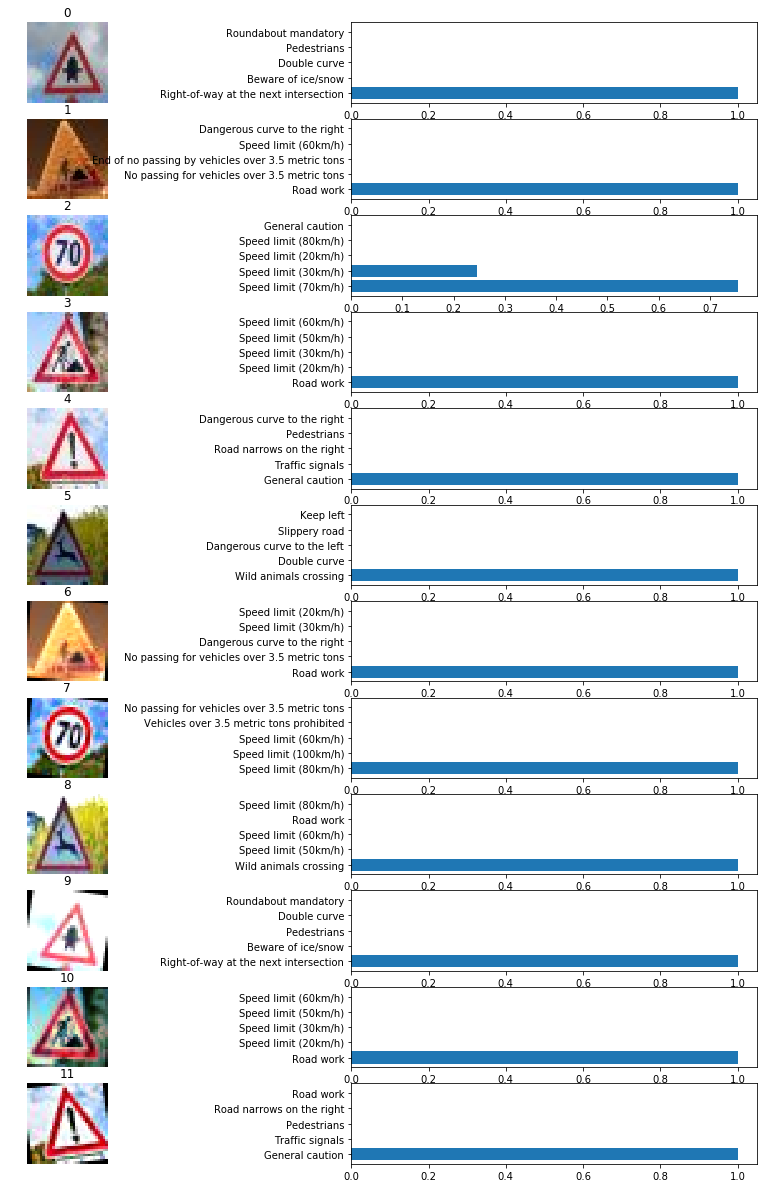 0
Roundabout mandatory
Pedestrians
Double curve
Beware of ice/snow
Right-of-way at the next intersection
0.0 0.2 0.4 0.6 0.8 1.0
1
Dangerous curve to the right
Speed limit (60km/h)
End of no passing by vehicles over 3.5 metric tons
No passing for vehicles over 3.5 metric tons
Road work
0.0 0.2 0.4 0.6 0.8 1.0
2
70
General caution
Speed limit (80km/h)
Speed limit (20km/h)
Speed limit (30km/h)
Speed limit (70km/h)
0.0 0.1 0.2 0.3 0.4 0.5 0.6 0.7
3
Speed limit (60km/h)
Speed limit (50km/h)
Speed limit (30km/h)
Speed limit (20km/h)
Road work
0.0 0.2 0.4 0.6 0.8 1.0
4
Dangerous curve to the right
Pedestrians
Road narrows on the right
Traffic signals
General caution
0.0 0.2 0.4 0.6 0.8 1.0
5
Keep left
Slippery road
Dangerous curve to the left
Double curve
Wild animals crossing
0.0 0.2 0.4 0.6 0.8 1.0
6
Speed limit (20km/h)
Speed limit (30km/h)
Dangerous curve to the right
No passing for vehicles over 3.5 metric tons
Road work
0.0 0.2 0.4 0.6 0.8 1.0
7
70
No passing for vehicles over 3.5 metric tons
Vehicles over 3.5 metric tons prohibited
Speed limit (60km/h)
Speed limit (100km/h)
Speed limit (80km/h)
0.0 0.2 0.4 0.6 0.8 1.0
8
Speed limit (80km/h)
Road work
Speed limit (60km/h)
Speed limit (50km/h)
Wild animals crossing
0.0 0.2 0.4 0.6 0.8 1.0
9
Roundabout mandatory
Double curve
Pedestrians
Beware of ice/snow
Right-of-way at the next intersection
0.0 0.2 0.4 0.6 0.8 1.0
10
Speed limit (60km/h)
Speed limit (50km/h)
Speed limit (30km/h)
Speed limit (20km/h)
Road work
0.0 0.2 0.4 0.6 0.8 1.0
11
Road work
Road narrows on the right
Pedestrians
Traffic signals
General caution
0.0 0.2 0.4 0.6 0.8 1.0